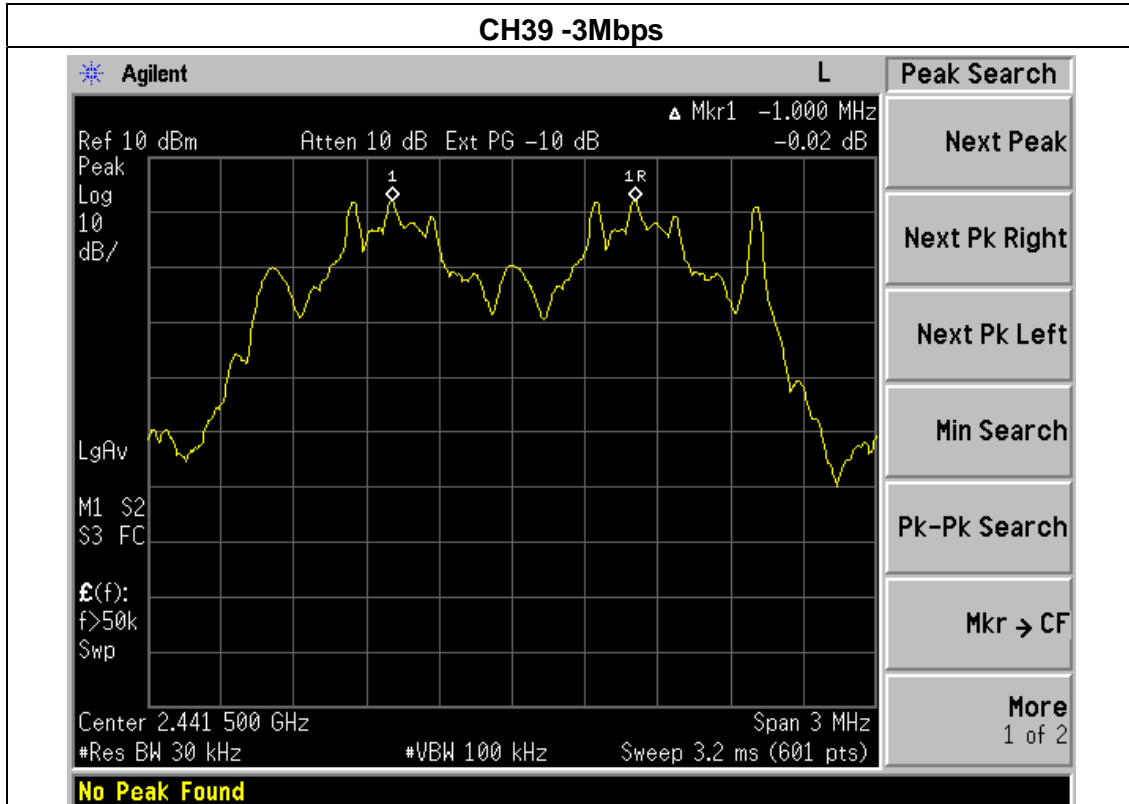 CH39 -3Mbps
Agilent L Peak Search
Δ Mkr1 -1.000 MHz
Ref 10 dBm Atten 10 dB Ext PG -10 dB -0.02 dB
Peak
Log
10
dB/
1 1R
Next Peak
Next Pk Right
Next Pk Left
Min Search
Pk-Pk Search
Mkr → CF
More
1 of 2
LgAv
M1 S2
S3 FC
£(f):
f>50k
Swp
Center 2.441 500 GHz Span 3 MHz
#Res BW 30 kHz #VBW 100 kHz Sweep 3.2 ms (601 pts)
No Peak Found